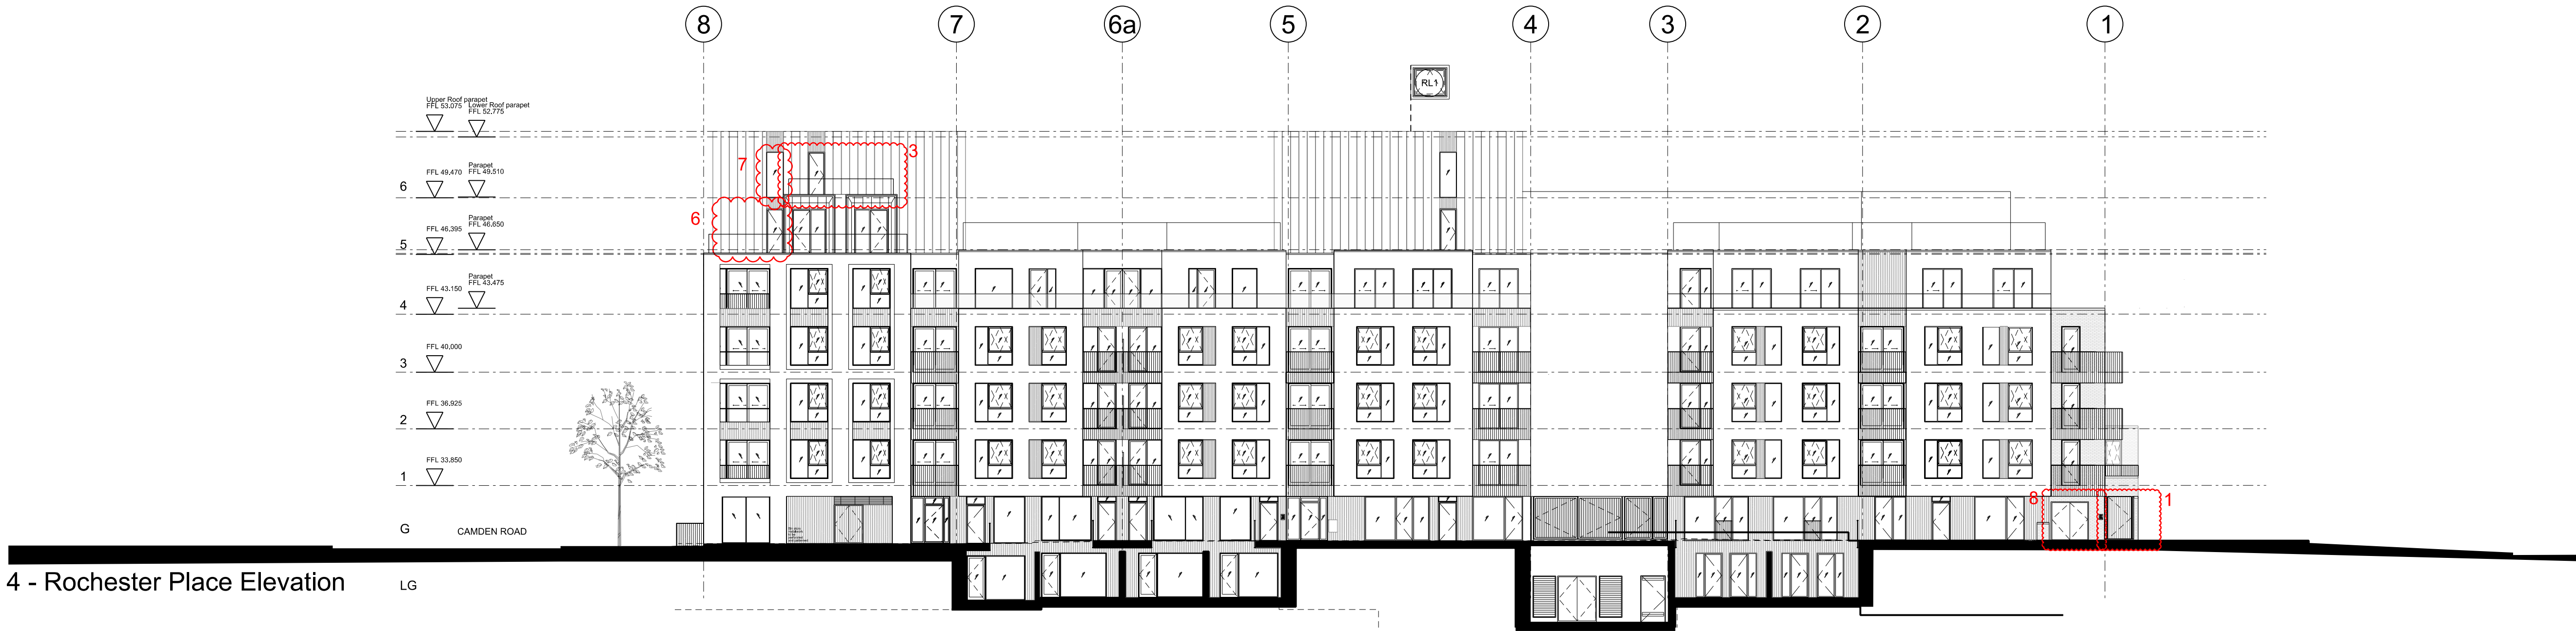 8
7
6a
5
4
3
2
1
RL1
Upper Roof parapet
FFL 53.075
Lower Roof parapet
FFL 52,775
7
3
6
FFL 49,470
Parapet
FFL 49.510
6
5
FFL 46,395
Parapet
FFL 46,650
4
FFL 43.150
Parapet
FFL 43.475
3
FFL 40,000
2
FFL 36,925
1
FFL 33,850
8
1
G
CAMDEN ROAD
4 - Rochester Place Elevation
LG